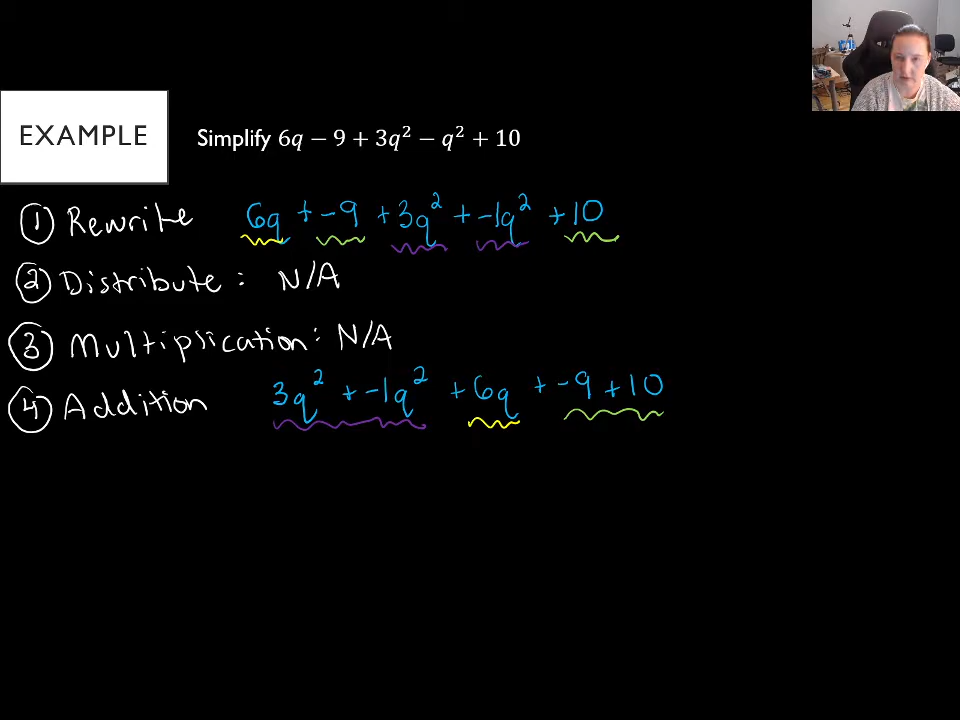 EXAMPLE
Simplify 6q − 9 + 3q² − q² + 10
① Rewrite 6q + -9 + 3q² + -1q² + 10
② Distribute : N/A
③ Multiplication : N/A
④ Addition 3q² + -1q² + 6q + -9 + 10